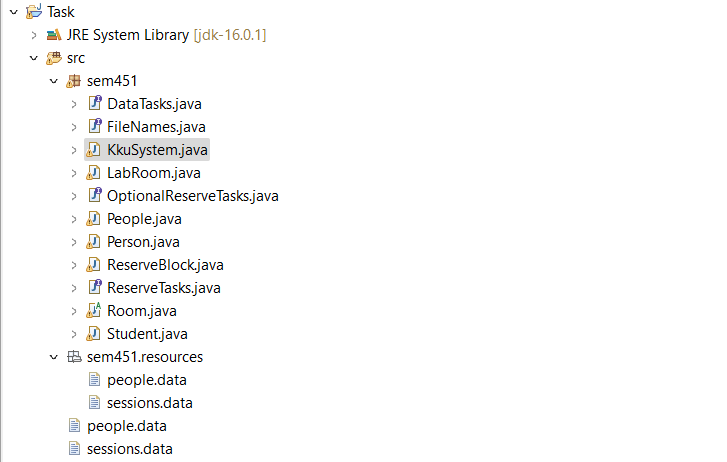 Task
JRE System Library [jdk-16.0.1]
src
sem451
DataTasks.java
FileNames.java
KkuSystem.java
LabRoom.java
OptionalReserveTasks.java
People.java
Person.java
ReserveBlock.java
ReserveTasks.java
Room.java
Student.java
sem451.resources
people.data
sessions.data
people.data
sessions.data